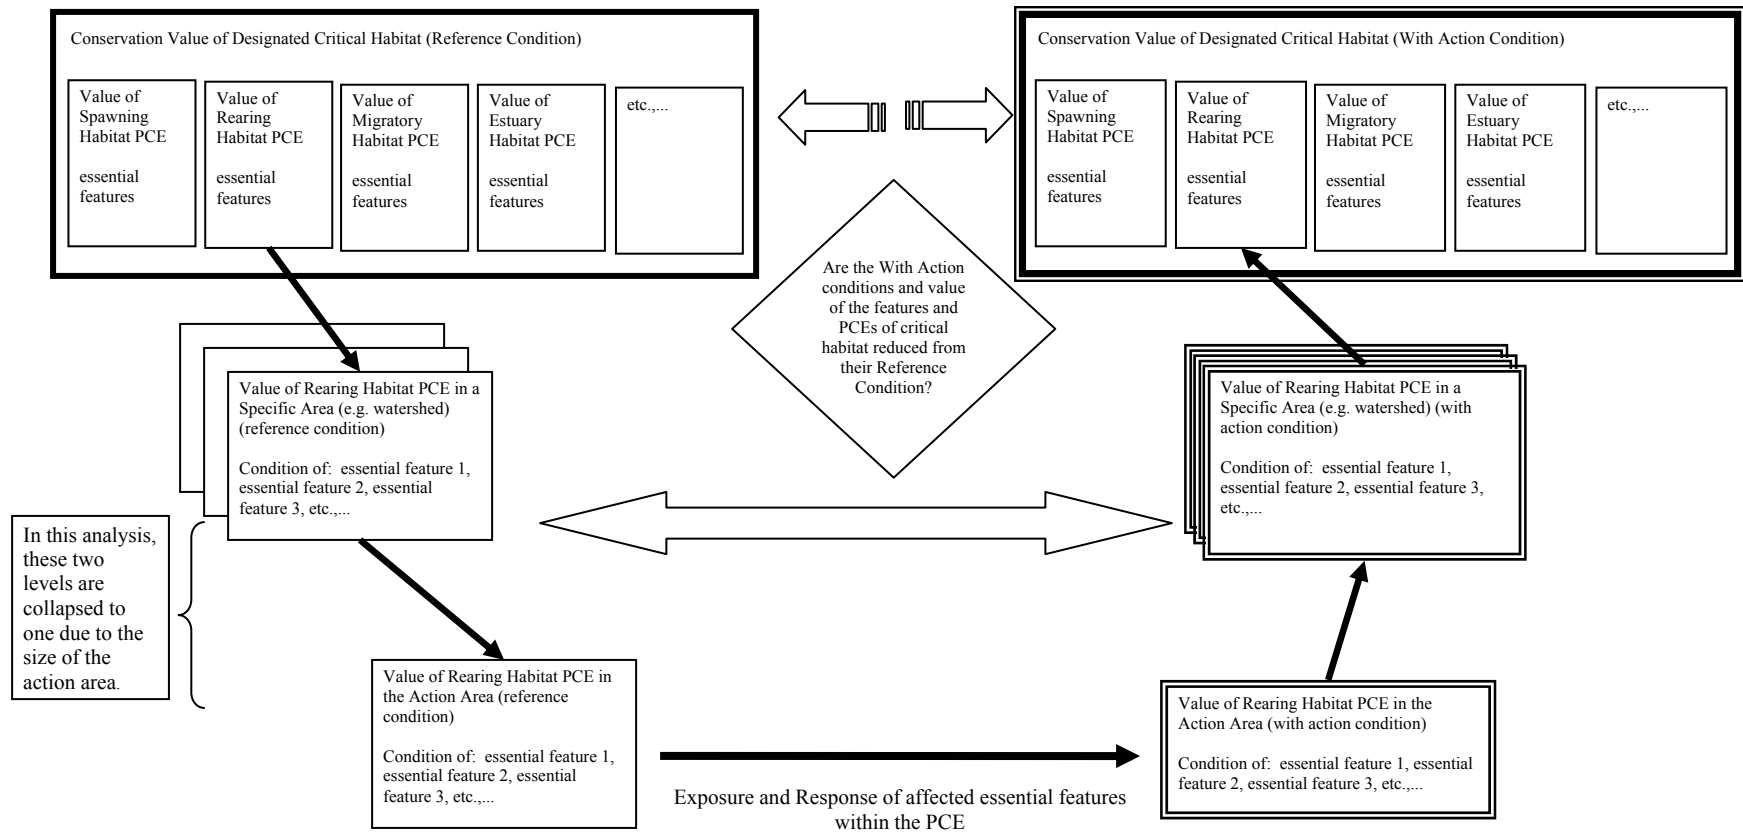 Conservation Value of Designated Critical Habitat (Reference Condition)
Value of
Spawning
Habitat PCE
essential
features
Value of
Rearing
Habitat PCE
essential
features
Value of
Migratory
Habitat PCE
essential
features
Value of
Estuary
Habitat PCE
essential
features
etc.,...
Conservation Value of Designated Critical Habitat (With Action Condition)
Value of
Spawning
Habitat PCE
essential
features
Value of
Rearing
Habitat PCE
essential
features
Value of
Migratory
Habitat PCE
essential
features
Value of
Estuary
Habitat PCE
essential
features
etc.,...
Are the With Action
conditions and value
of the features and
PCEs of critical
habitat reduced from
their Reference
Condition?
Value of Rearing Habitat PCE in a
Specific Area (e.g. watershed)
(reference condition)
Condition of:  essential feature 1,
essential feature 2, essential
feature 3, etc.,...
Value of Rearing Habitat PCE in a
Specific Area (e.g. watershed) (with
action condition)
Condition of:  essential feature 1,
essential feature 2, essential feature 3,
etc.,...
In this analysis,
these two
levels are
collapsed to
one due to the
size of the
action area.
Value of Rearing Habitat PCE in
the Action Area (reference
condition)
Condition of:  essential feature 1,
essential feature 2, essential
feature 3, etc.,...
Exposure and Response of affected essential features
within the PCE
Value of Rearing Habitat PCE in the
Action Area (with action condition)
Condition of:  essential feature 1, essential
feature 2, essential feature 3, etc.,...